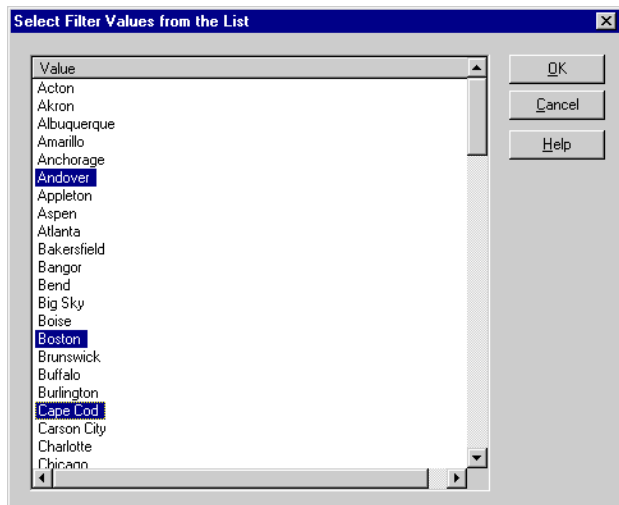 Select Filter Values from the List
Value
Acton
Akron
Albuquerque
Amarillo
Anchorage
Andover
Appleton
Aspen
Atlanta
Bakersfield
Bangor
Bend
Big Sky
Boise
Boston
Brunswick
Buffalo
Burlington
Cape Cod
Carson City
Charlotte
Chicago
OK
Cancel
Help